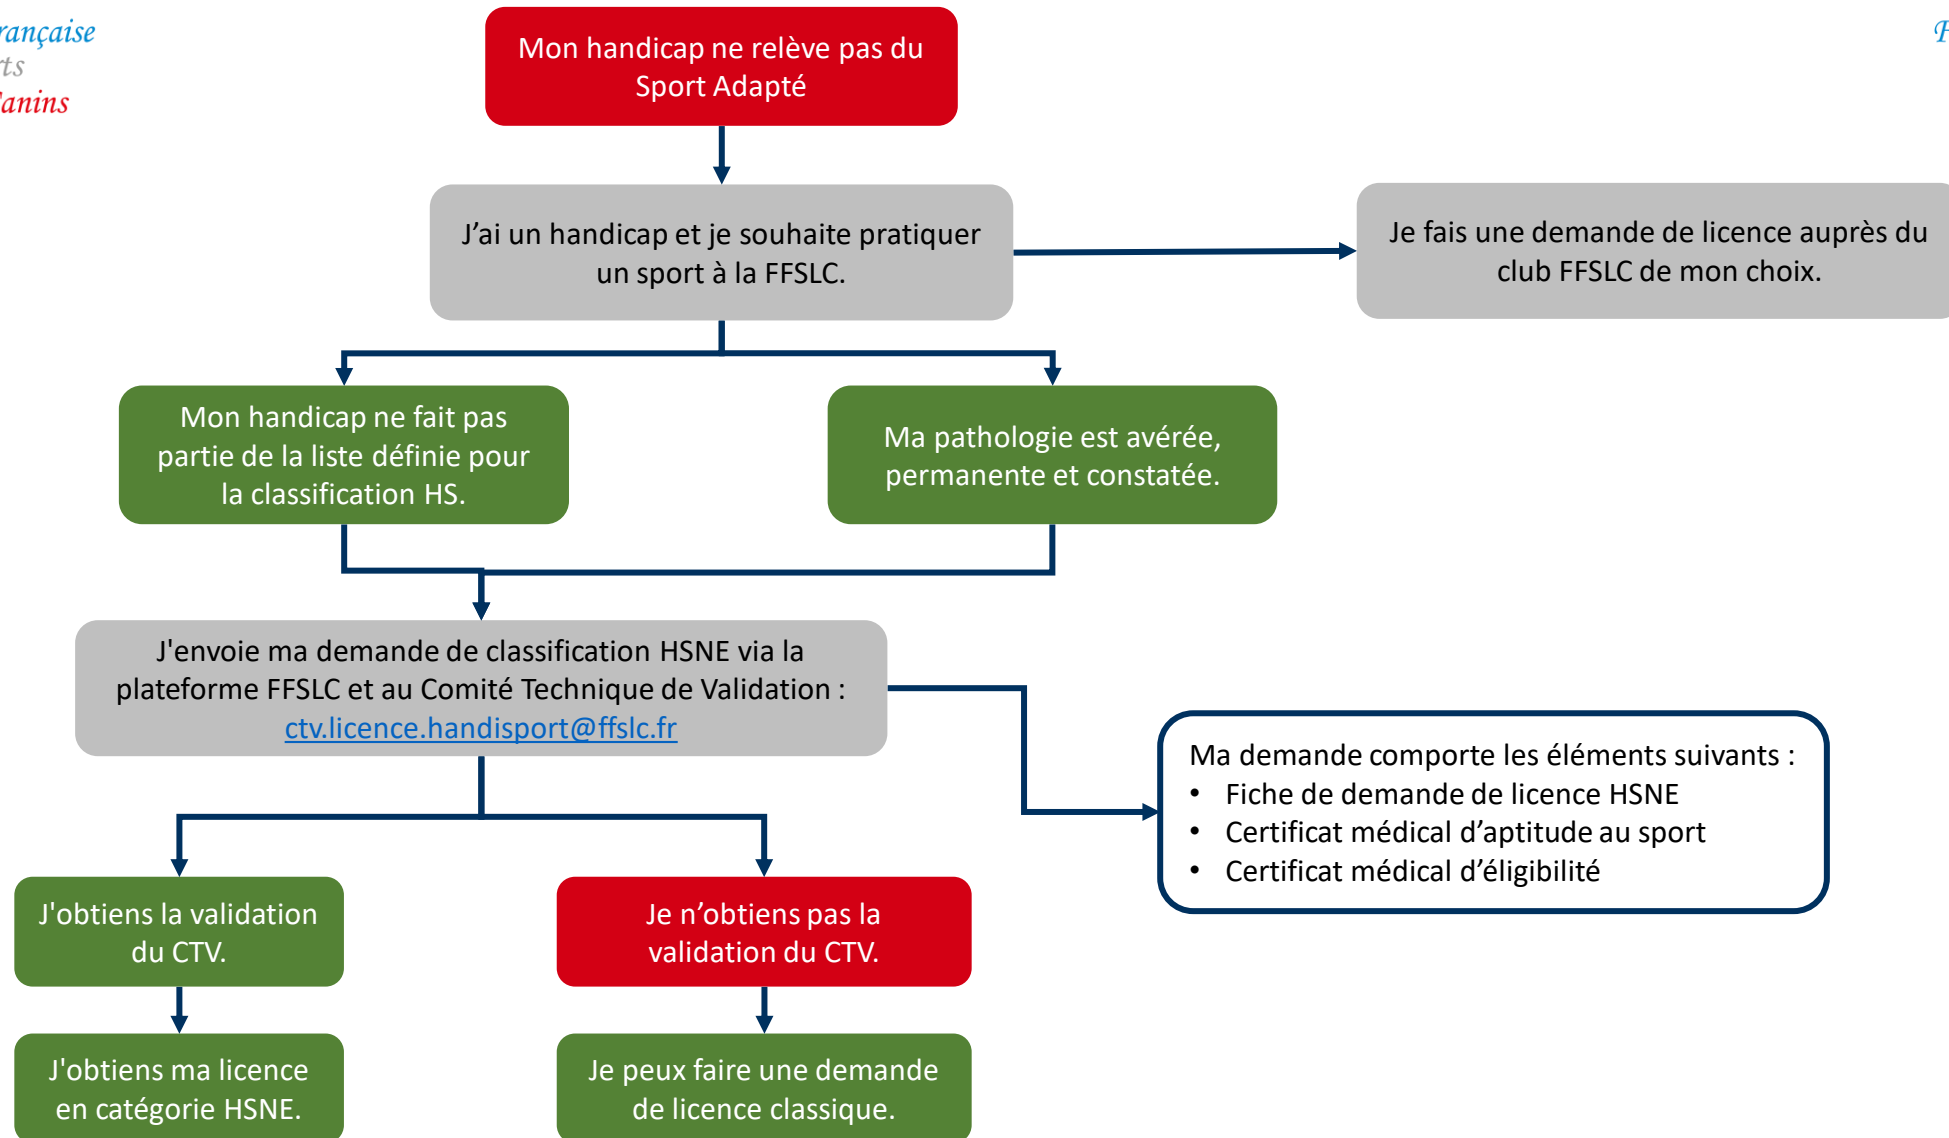 rançaise
rts
anins
Mon handicap ne relève pas du
Sport Adapté
J’ai un handicap et je souhaite pratiquer
un sport à la FFSLC.
Je fais une demande de licence auprès du
club FFSLC de mon choix.
Mon handicap ne fait pas
partie de la liste définie pour
la classification HS.
Ma pathologie est avérée,
permanente et constatée.
J'envoie ma demande de classification HSNE via la
plateforme FFSLC et au Comité Technique de Validation :
ctv.licence.handisport@ffslc.fr
Ma demande comporte les éléments suivants :
• Fiche de demande de licence HSNE
• Certificat médical d’aptitude au sport
• Certificat médical d’éligibilité
J'obtiens la validation
du CTV.
Je n’obtiens pas la
validation du CTV.
J'obtiens ma licence
en catégorie HSNE.
Je peux faire une demande
de licence classique.